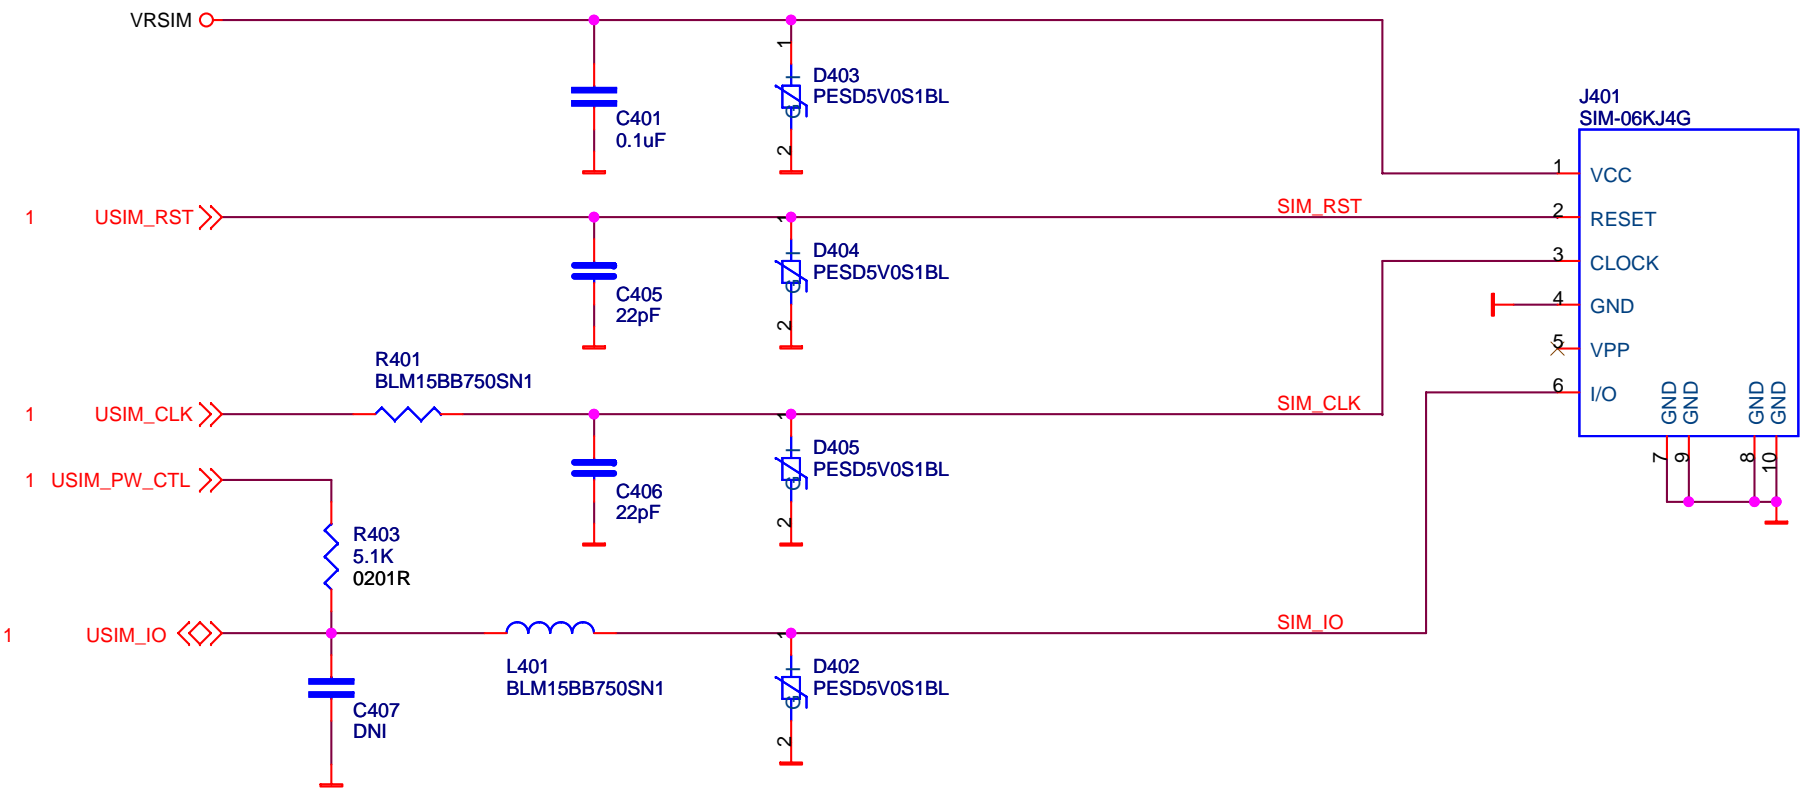 VRSIM
1
D403
PESD5V0S1BL
C401
0.1uF
2
J401
SIM-06KJ4G
1 VCC
1 USIM_RST
1
SIM_RST
2 RESET
D404
PESD5V0S1BL
C405
22pF
2
3 CLOCK
4 GND
5 VPP
6 I/O
GND
GND
GND
GND
7
9
8
10
R401
BLM15BB750SN1
1 USIM_CLK
1
SIM_CLK
D405
PESD5V0S1BL
C406
22pF
2
1 USIM_PW_CTL
R403
5.1K
0201R
1 USIM_IO
1
SIM_IO
L401
BLM15BB750SN1
D402
PESD5V0S1BL
2
C407
DNI